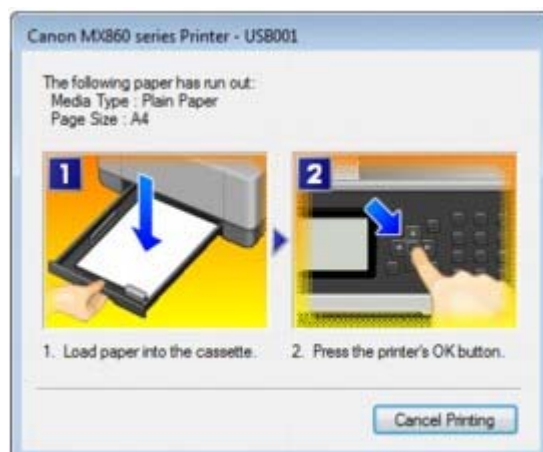 Canon MX860 series Printer - USB001
The following paper has run out:
Media Type : Plain Paper
Page Size : A4
1
2
1. Load paper into the cassette.
2. Press the printer's OK button.
Cancel Printing